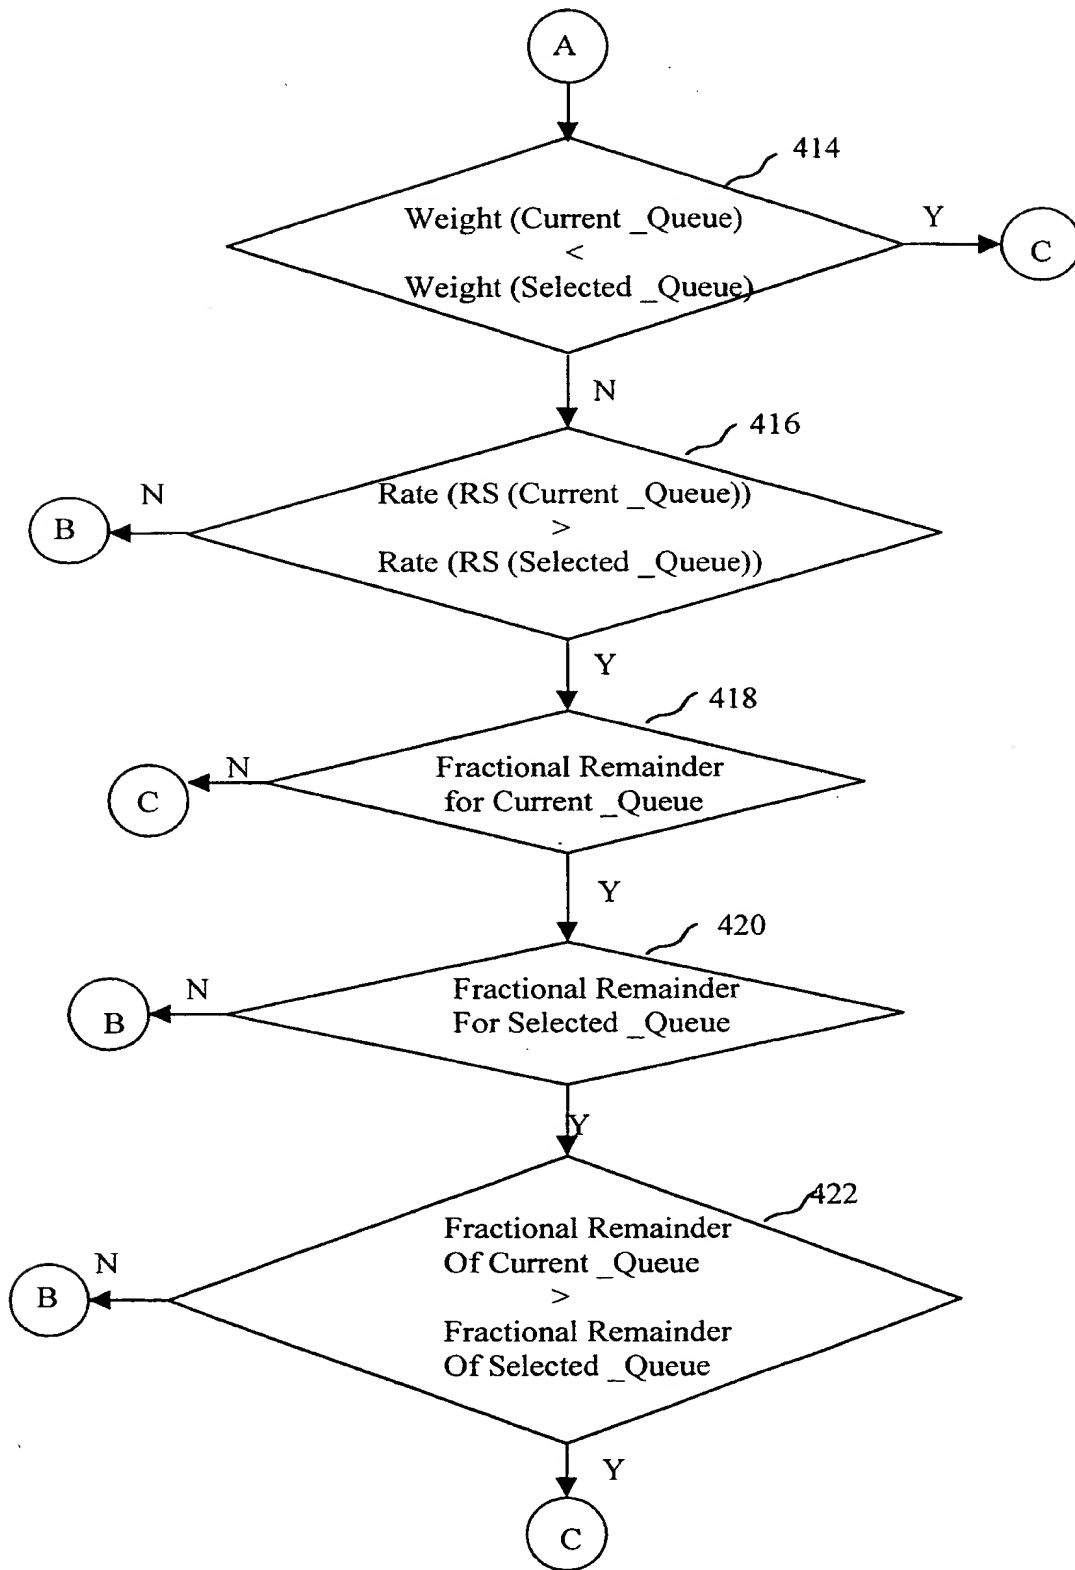 A
414
Weight (Current _Queue)
<
Weight (Selected _Queue)
Y
C
N
416
Rate (RS (Current _Queue))
>
Rate (RS (Selected _Queue))
N
B
Y
418
Fractional Remainder
for Current _Queue
N
C
Y
420
Fractional Remainder
For Selected _Queue
N
B
Y
422
Fractional Remainder
Of Current _Queue
>
Fractional Remainder
Of Selected _Queue
N
B
Y
C